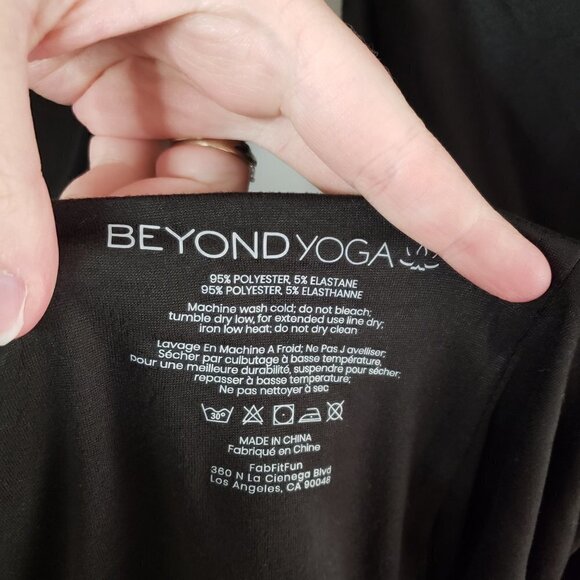 BEYOND YOGA
95% POLYESTER, 5% ELASTANE
95% POLYESTER, 5% ELASTHANNE
Machine wash cold; do not bleach;
tumble dry low, for extended use line dry;
iron low heat; do not dry clean
Lavage En Machine A Froid; Ne Pas J avelliser;
Sécher par culbutage à basse température,
pour une meilleure durabilité, suspendre pour sécher;
repasser à basse temperature;
Ne pas nettoyer à sec
30°
MADE IN CHINA
Fabriqué en Chine
FabFitFun
360 N La Cienega Blvd
Los Angeles, CA 90048